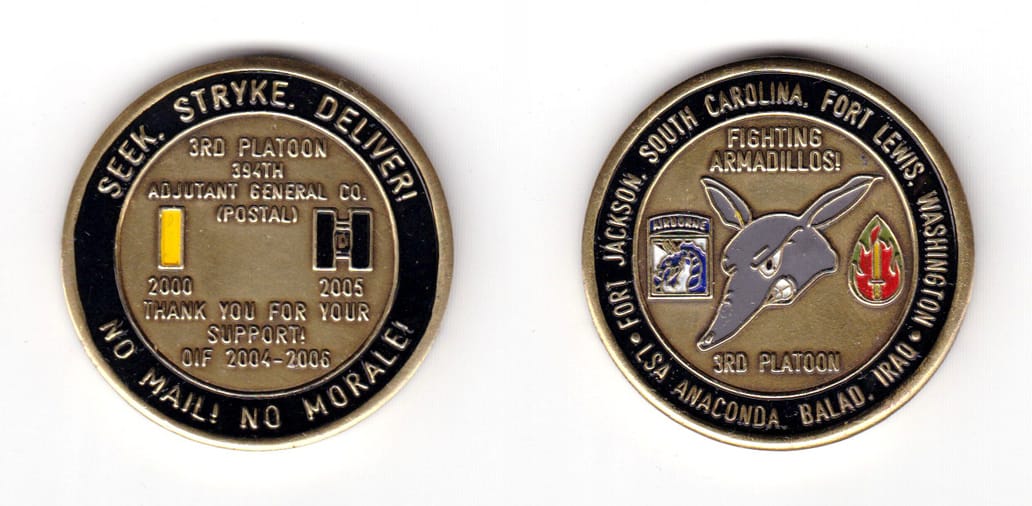 SEEK. STRYKE. DELIVER!
3RD PLATOON
394TH
ADJUTANT GENERAL CO.
(POSTAL)
2000 2005
THANK YOU FOR YOUR
SUPPORT!
OIF 2004-2006
NO MAIL! NO MORALE!
FORT JACKSON, SOUTH CAROLINA, FORT LEWIS, WASHINGTON
FIGHTING
ARMADILLOS!
AIRBORNE
3RD PLATOON
• LSA ANACONDA, BALAD, IRAQ •